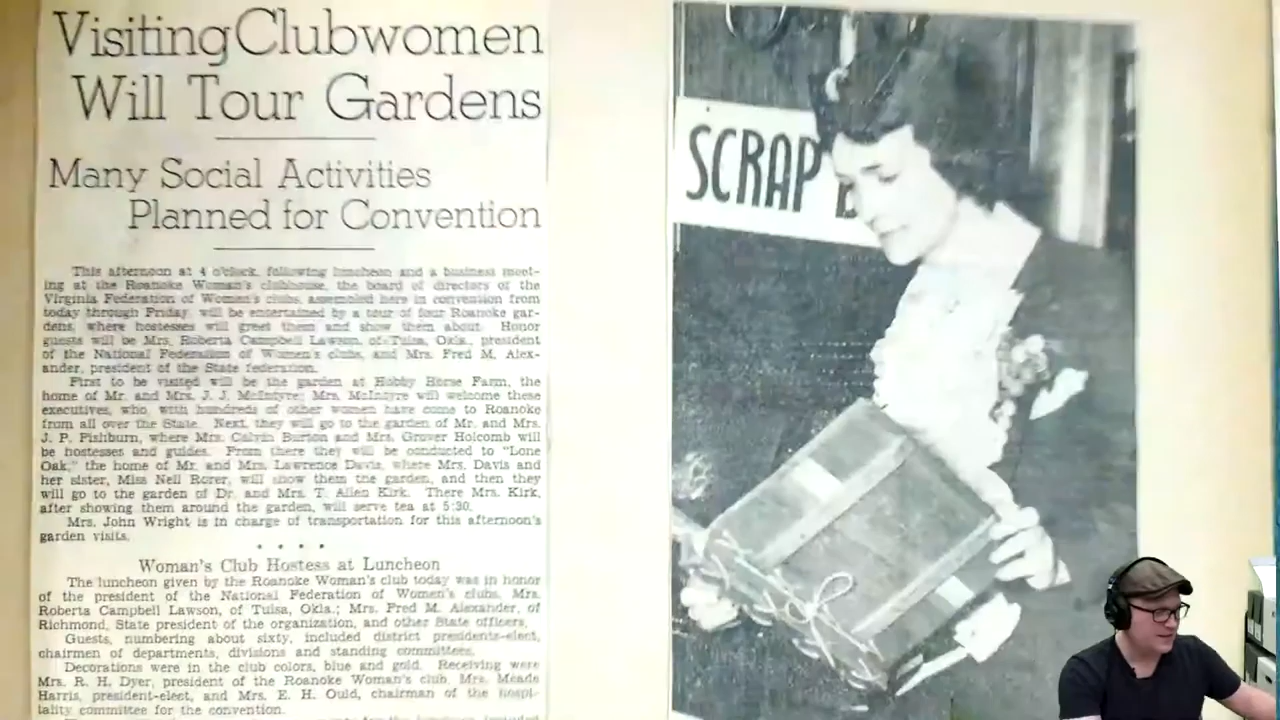 Visiting Clubwomen
Will Tour Gardens
Many Social Activities
Planned for Convention
This afternoon at 4 o'clock, following luncheon and a business meet-
ing at the Roanoke Woman's clubhouse, the board of directors of the
Virginia Federation of Women's clubs, assembled here in convention from
today through Friday, will be entertained by a tour of four Roanoke gar-
dens, where hostesses will greet them and show them about. Honor
guests will be Mrs. Roberta Campbell Lawson, of Tulsa, Okla., president
of the National Federation of Women's clubs, and Mrs. Fred M. Alex-
ander, president of the State federation.
First to be visited will be the garden at Hobby Horse Farm, the
home of Mr. and Mrs. J. J. McIntyre; Mrs. McIntyre will welcome these
executives, who, with hundreds of other women have come to Roanoke
from all over the State. Next, they will go to the garden of Mr. and Mrs.
J. P. Fishburn, where Mrs. Calvin Burton and Mrs. Grover Holcomb will
be hostesses and guides. From there they will be conducted to "Lone
Oak," the home of Mr. and Mrs. Lawrence Davis, where Mrs. Davis and
her sister, Miss Nell Rorer, will show them the garden, and then they
will go to the garden of Dr. and Mrs. T. Allen Kirk. There Mrs. Kirk,
after showing them around the garden, will serve tea at 5:30.
Mrs. John Wright is in charge of transportation for this afternoon's
garden visits.
Woman's Club Hostess at Luncheon
The luncheon given by the Roanoke Woman's club today was in honor
of the president of the National Federation of Women's clubs, Mrs.
Roberta Campbell Lawson, of Tulsa, Okla.; Mrs. Fred M. Alexander, of
Richmond, State president of the organization, and other State officers.
Guests, numbering about sixty, included district presidents-elect,
chairmen of departments, divisions and standing committees.
Decorations were in the club colors, blue and gold. Receiving were
Mrs. R. H. Dyer, president of the Roanoke Woman's club, Mrs. Meade
Harris, president-elect, and Mrs. E. H. Ould, chairman of the hospi-
tality committee for the convention.
SCRAP B